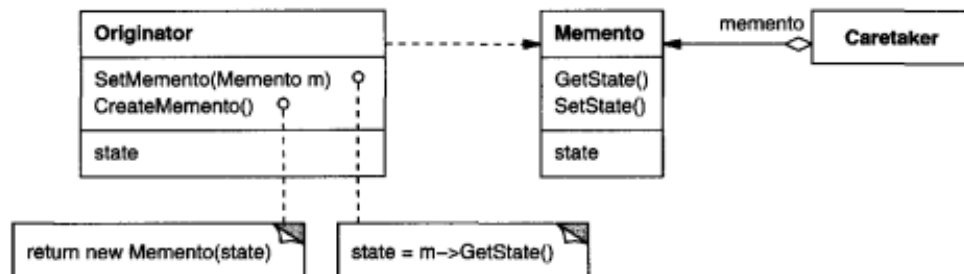 Originator
SetMemento(Memento m)
CreateMemento()
state
Memento
GetState()
SetState()
state
memento
Caretaker
return new Memento(state)
state = m->GetState()